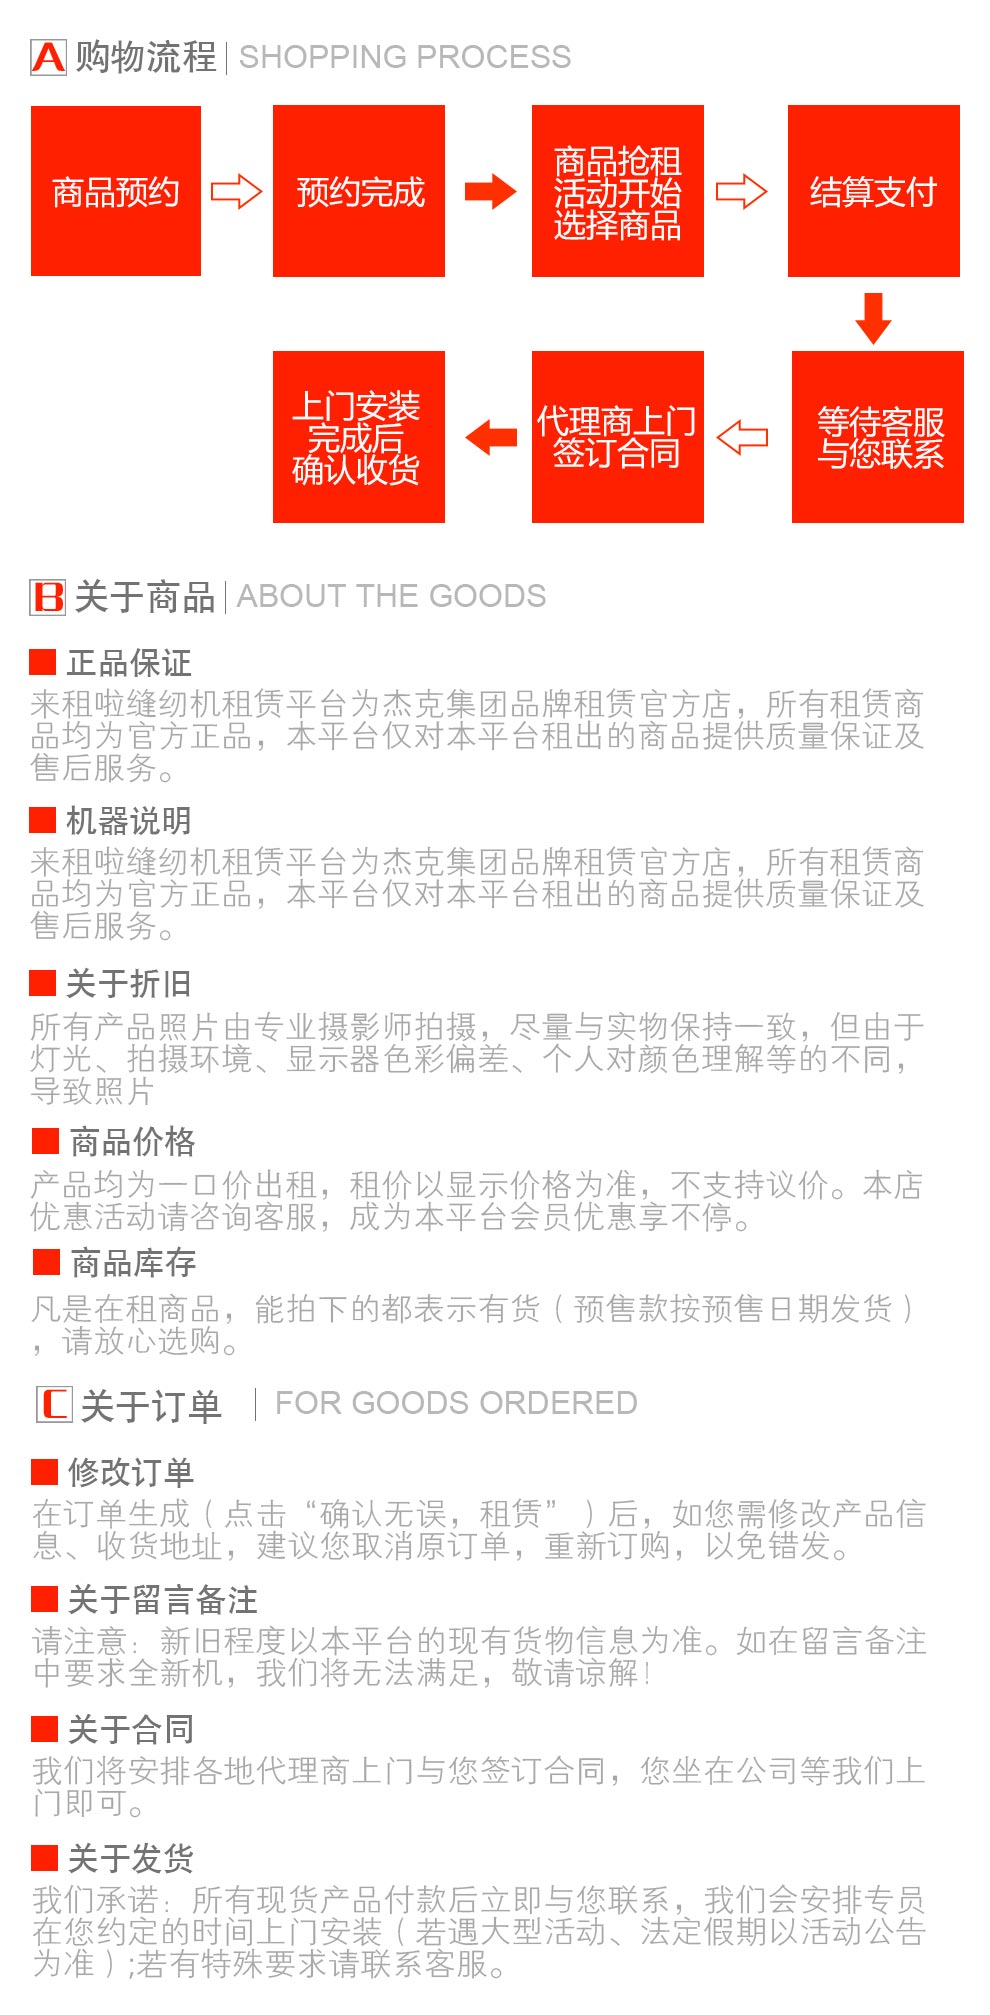 A 购物流程 SHOPPING PROCESS
商品预约
预约完成
商品抢租
活动开始
选择商品
结算支付
等待客服
与您联系
代理商上门
签订合同
上门安装
完成后
确认收货
B 关于商品 ABOUT THE GOODS
正品保证
来租啦缝纫机租赁平台为杰克集团品牌租赁官方店，所有租赁商
品均为官方正品，本平台仅对本平台租出的商品提供质量保证及
售后服务。
机器说明
来租啦缝纫机租赁平台为杰克集团品牌租赁官方店，所有租赁商
品均为官方正品，本平台仅对本平台租出的商品提供质量保证及
售后服务。
关于折旧
所有产品照片由专业摄影师拍摄，尽量与实物保持一致，但由于
灯光、拍摄环境、显示器色彩偏差、个人对颜色理解等的不同，
导致照片
商品价格
产品均为一口价出租，租价以显示价格为准，不支持议价。本店
优惠活动请咨询客服，成为本平台会员优惠享不停。
商品库存
凡是在租商品，能拍下的都表示有货（预售款按预售日期发货）
，请放心选购。
C 关于订单 FOR GOODS ORDERED
修改订单
在订单生成（点击“确认无误，租赁”）后，如您需修改产品信
息、收货地址，建议您取消原订单，重新订购，以免错发。
关于留言备注
请注意：新旧程度以本平台的现有货物信息为准。如在留言备注
中要求全新机，我们将无法满足，敬请谅解！
关于合同
我们将安排各地代理商上门与您签订合同，您坐在公司等我们上
门即可。
关于发货
我们承诺：所有现货产品付款后立即与您联系，我们会安排专员
在您约定的时间上门安装（若遇大型活动、法定假期以活动公告
为准）;若有特殊要求请联系客服。